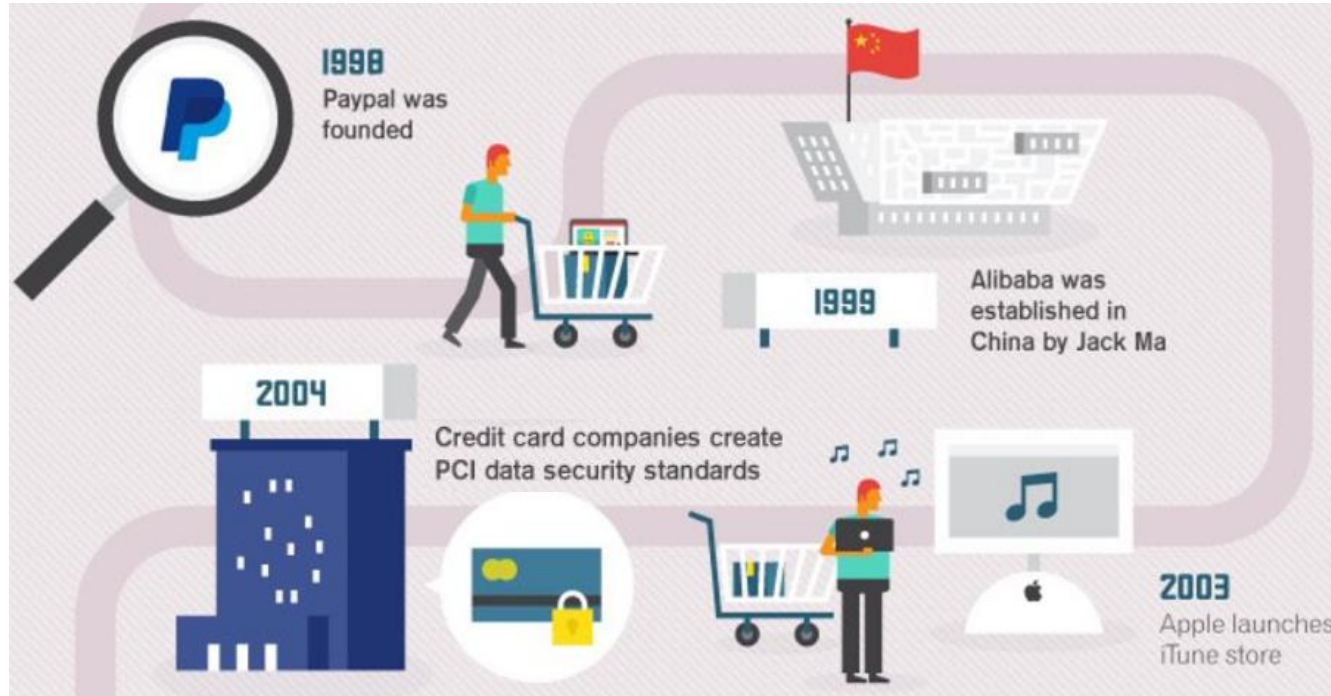 1998
Paypal was
founded
1999
Alibaba was
established in
China by Jack Ma
2003
Apple launches
iTune store
2004
Credit card companies create
PCI data security standards